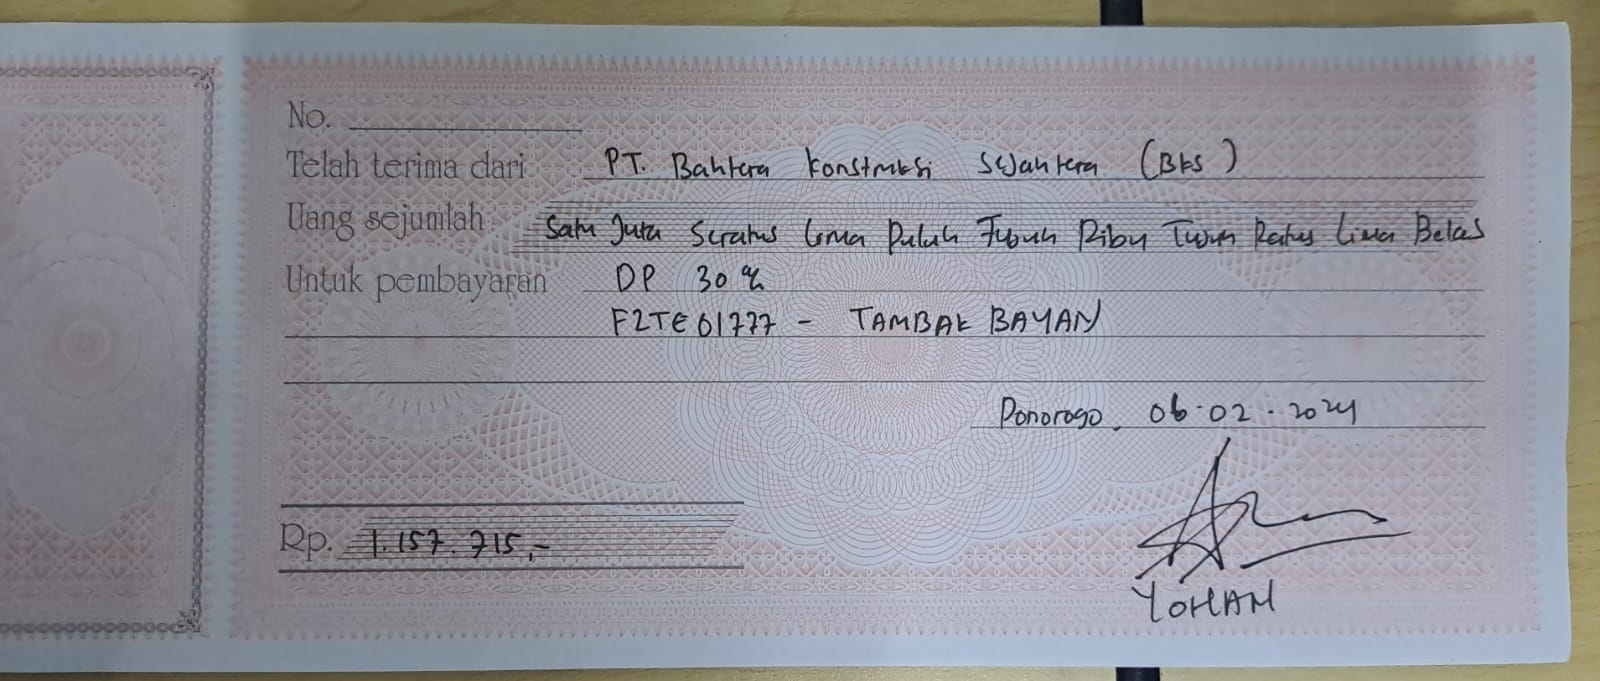 No.
Telah terima dari PT. Bahtera Konstruksi Sejahtera (BKS)
Uang sejumlah Satu Juta Seratus Lima Puluh Tujuh Ribu Tujuh Ratus Lima Belas
Untuk pembayaran DP 30 %
F2TE01777 - TAMBAK BAYAN
Ponorogo, 06-02-2024
Rp. 1.157.715,-
YOHAN